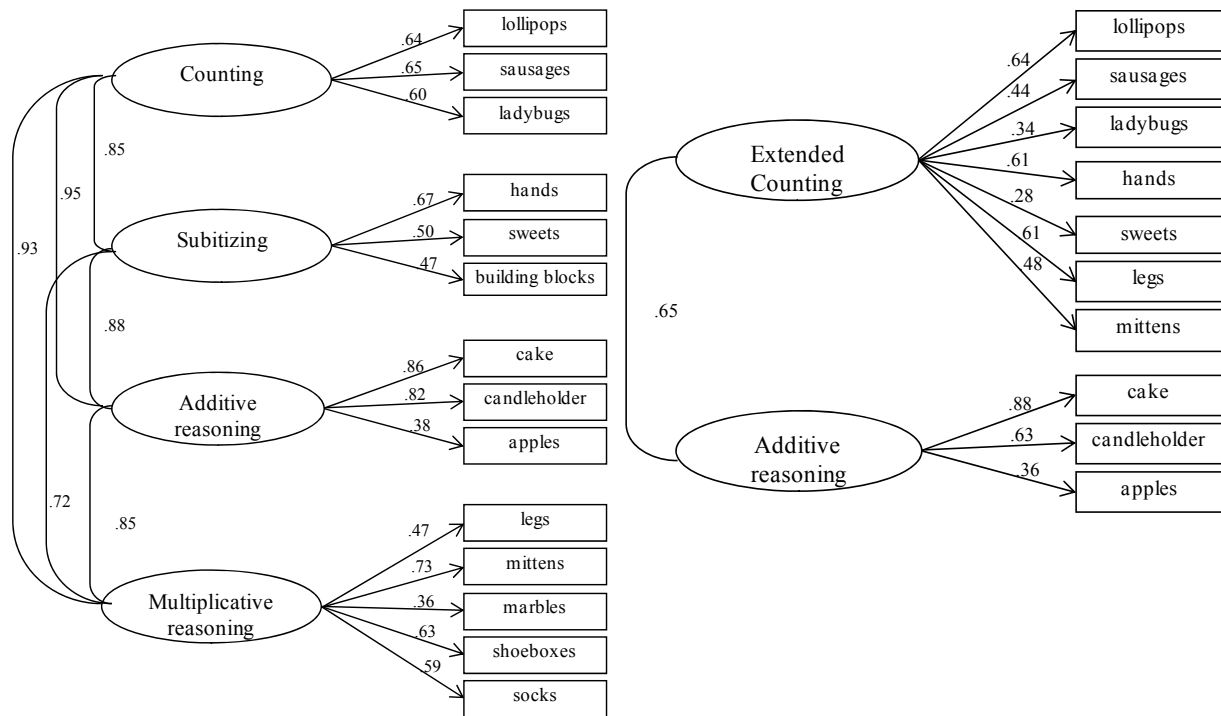 Counting
.64
lollipops
.65
sausages
.60
ladybugs
.85
.95
.93
Subitizing
.67
hands
.50
sweets
.47
building blocks
.88
Additive
reasoning
.86
cake
.82
candleholder
.38
apples
.72
.85
Multiplicative
reasoning
.47
legs
.73
mittens
.36
marbles
.63
shoeboxes
.59
socks
Extended
Counting
.64
lollipops
.44
sausages
.34
ladybugs
.61
hands
.28
sweets
.61
legs
.48
mittens
.65
Additive
reasoning
.88
cake
.63
candleholder
.36
apples